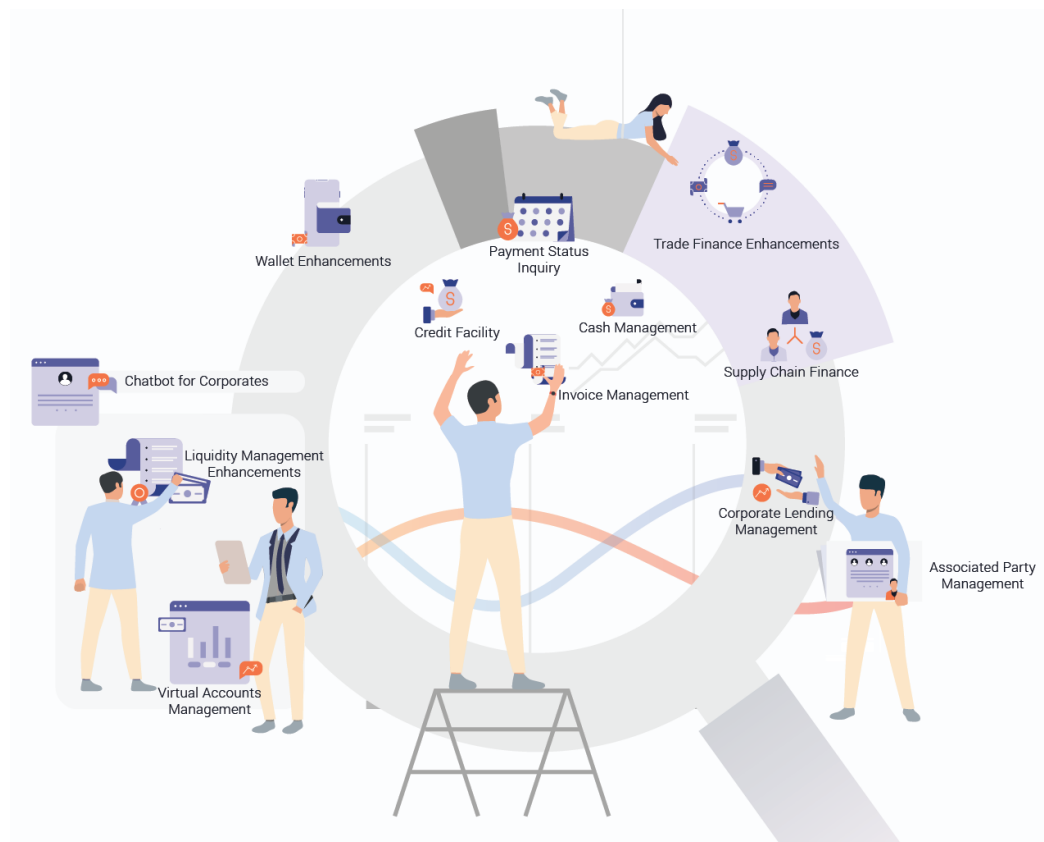 Wallet Enhancements
Payment Status
Inquiry
Trade Finance Enhancements
Credit Facility
Cash Management
Invoice Management
Supply Chain Finance
Chatbot for Corporates
Liquidity Management
Enhancements
Corporate Lending
Management
Associated Party
Management
Virtual Accounts
Management
S
S
S
S
S
S